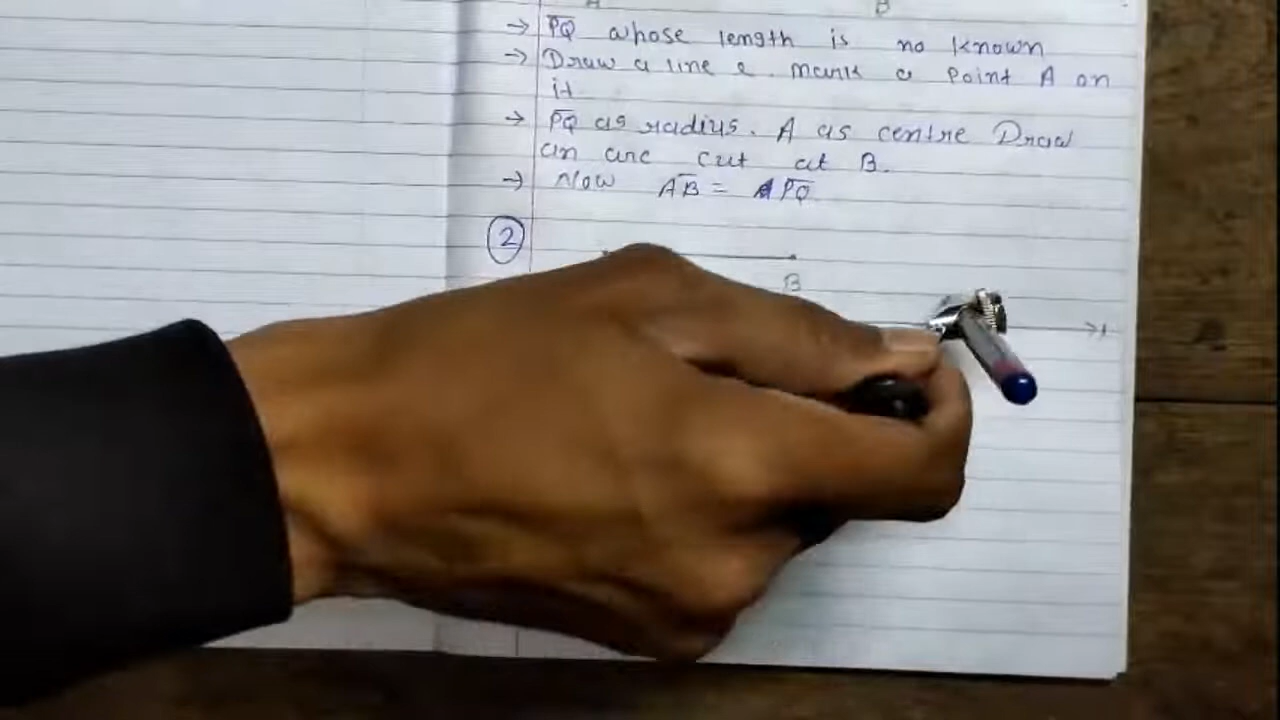 A B
→ PQ whose length is no known
→ Draw a line & mark a point A on
it
→ PQ as radius. A as centre Draw
an arc cut at B.
→ Now AB = PQ
②
B